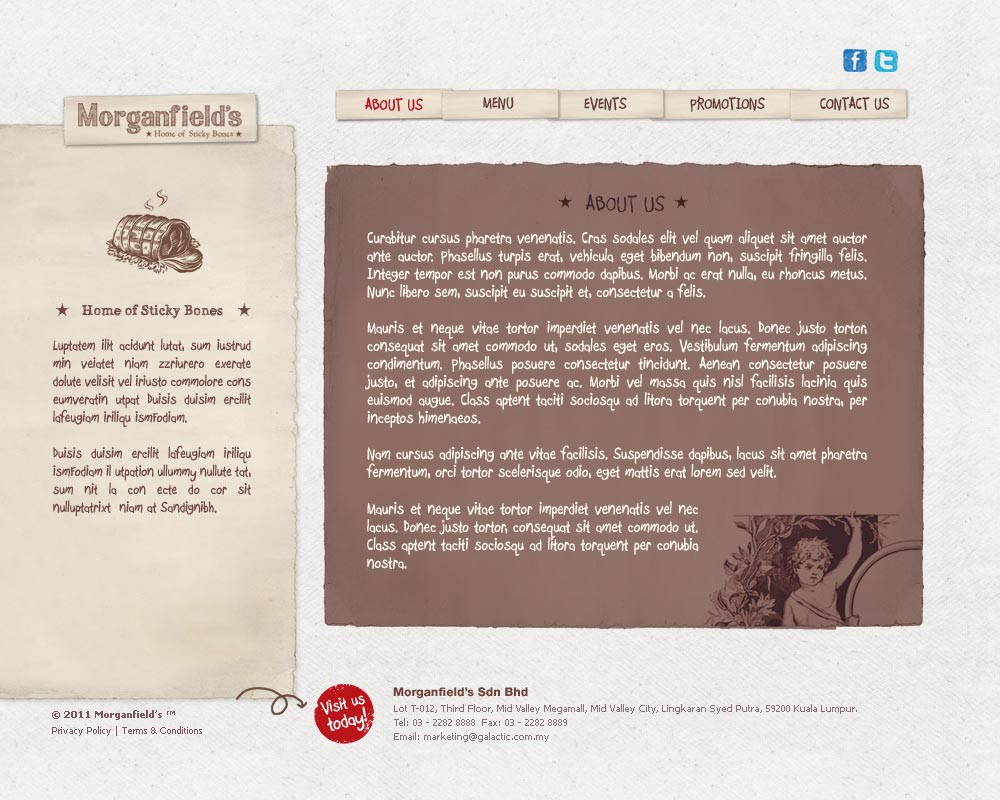 f t
Morganfield's
★ Home of Sticky Bones ★
ABOUT US MENU EVENTS PROMOTIONS CONTACT US
★ Home of Sticky Bones ★
Luptatem ilit acidunt lutat, sum iustrud
min veiatet niam zzriurero exerate
dolute velisit vel iriusto commolore cons
eumveratin utpat Duisis duisim ercilit
lafeugiam iriliqu ismFodiam.
Duisis duisim ercilit lafeugiam iriliqu
ismFodiam il utpation ullummy nullute tat,
sum nit la con ecte do cor sit
nulluptatrixt niam at Sandignibh.
★ ABOUT US ★
Curabitur cursus pharetra venenatis. Cras sodales elit vel quam aliquet sit amet auctor
ante auctor. Phasellus turpis erat, vehicula eget bibendum non, suscipit fringilla felis.
Integer tempor est non purus commodo dapibus. Morbi ac erat nulla, eu rhoncus metus.
Nunc libero sem, suscipit eu suscipit et, consectetur a felis.
Mauris et neque vitae tortor imperdiet venenatis vel nec lacus. Donec justo tortor,
consequat sit amet commodo ut, sodales eget eros. Vestibulum fermentum adipiscing
condimentum. Phasellus posuere consectetur tincidunt. Aenean consectetur posuere
justo, et adipiscing ante posuere ac. Morbi vel massa quis nisl facilisis lacinia quis
euismod augue. Class aptent taciti sociosqu ad litora torquent per conubia nostra, per
inceptos himenaeos.
Nam cursus adipiscing ante vitae facilisis. Suspendisse dapibus, lacus sit amet pharetra
fermentum, orci tortor scelerisque odio, eget mattis erat lorem sed velit.
Mauris et neque vitae tortor imperdiet venenatis vel nec
lacus. Donec justo tortor, consequat sit amet commodo ut.
Class aptent taciti sociosqu ad litora torquent per conubia
nostra.
© 2011 Morganfield's ™
Privacy Policy | Terms & Conditions
Visit us
today!
Morganfield's Sdn Bhd
Lot T-012, Third Floor, Mid Valley Megamall, Mid Valley City, Lingkaran Syed Putra, 59200 Kuala Lumpur.
Tel: 03 - 2282 8888 Fax: 03 - 2282 8889
Email: marketing@galactic.com.my